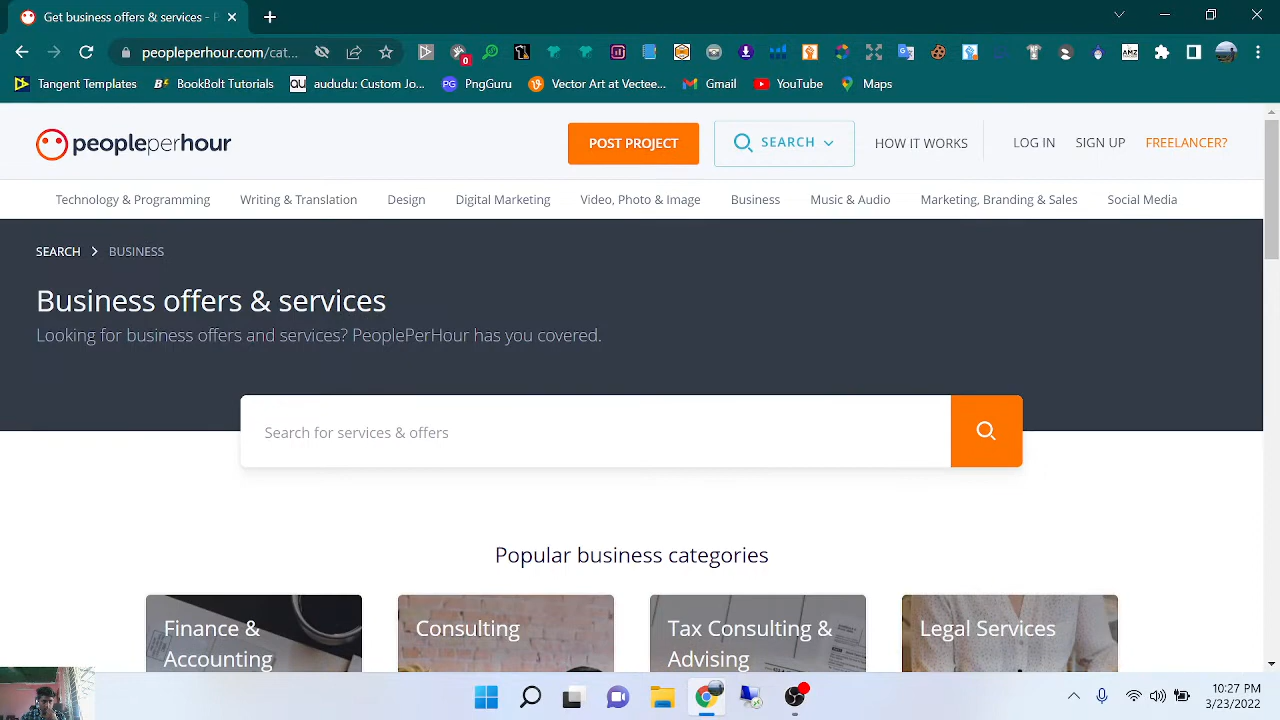 Get business offers & services -
peopleperhour.com/cat...
0
AMZ
Tangent Templates
BookBolt Tutorials
aududu: Custom Jo...
PngGuru
Vector Art at Vectee...
Gmail
YouTube
Maps
peopleperhour
POST PROJECT
SEARCH
HOW IT WORKS
LOG IN
SIGN UP
FREELANCER?
Technology & Programming
Writing & Translation
Design
Digital Marketing
Video, Photo & Image
Business
Music & Audio
Marketing, Branding & Sales
Social Media
SEARCH > BUSINESS
Business offers & services
Looking for business offers and services? PeoplePerHour has you covered.
Search for services & offers
Popular business categories
Finance &
Accounting
Consulting
Tax Consulting &
Advising
Legal Services
10:27 PM
3/23/2022